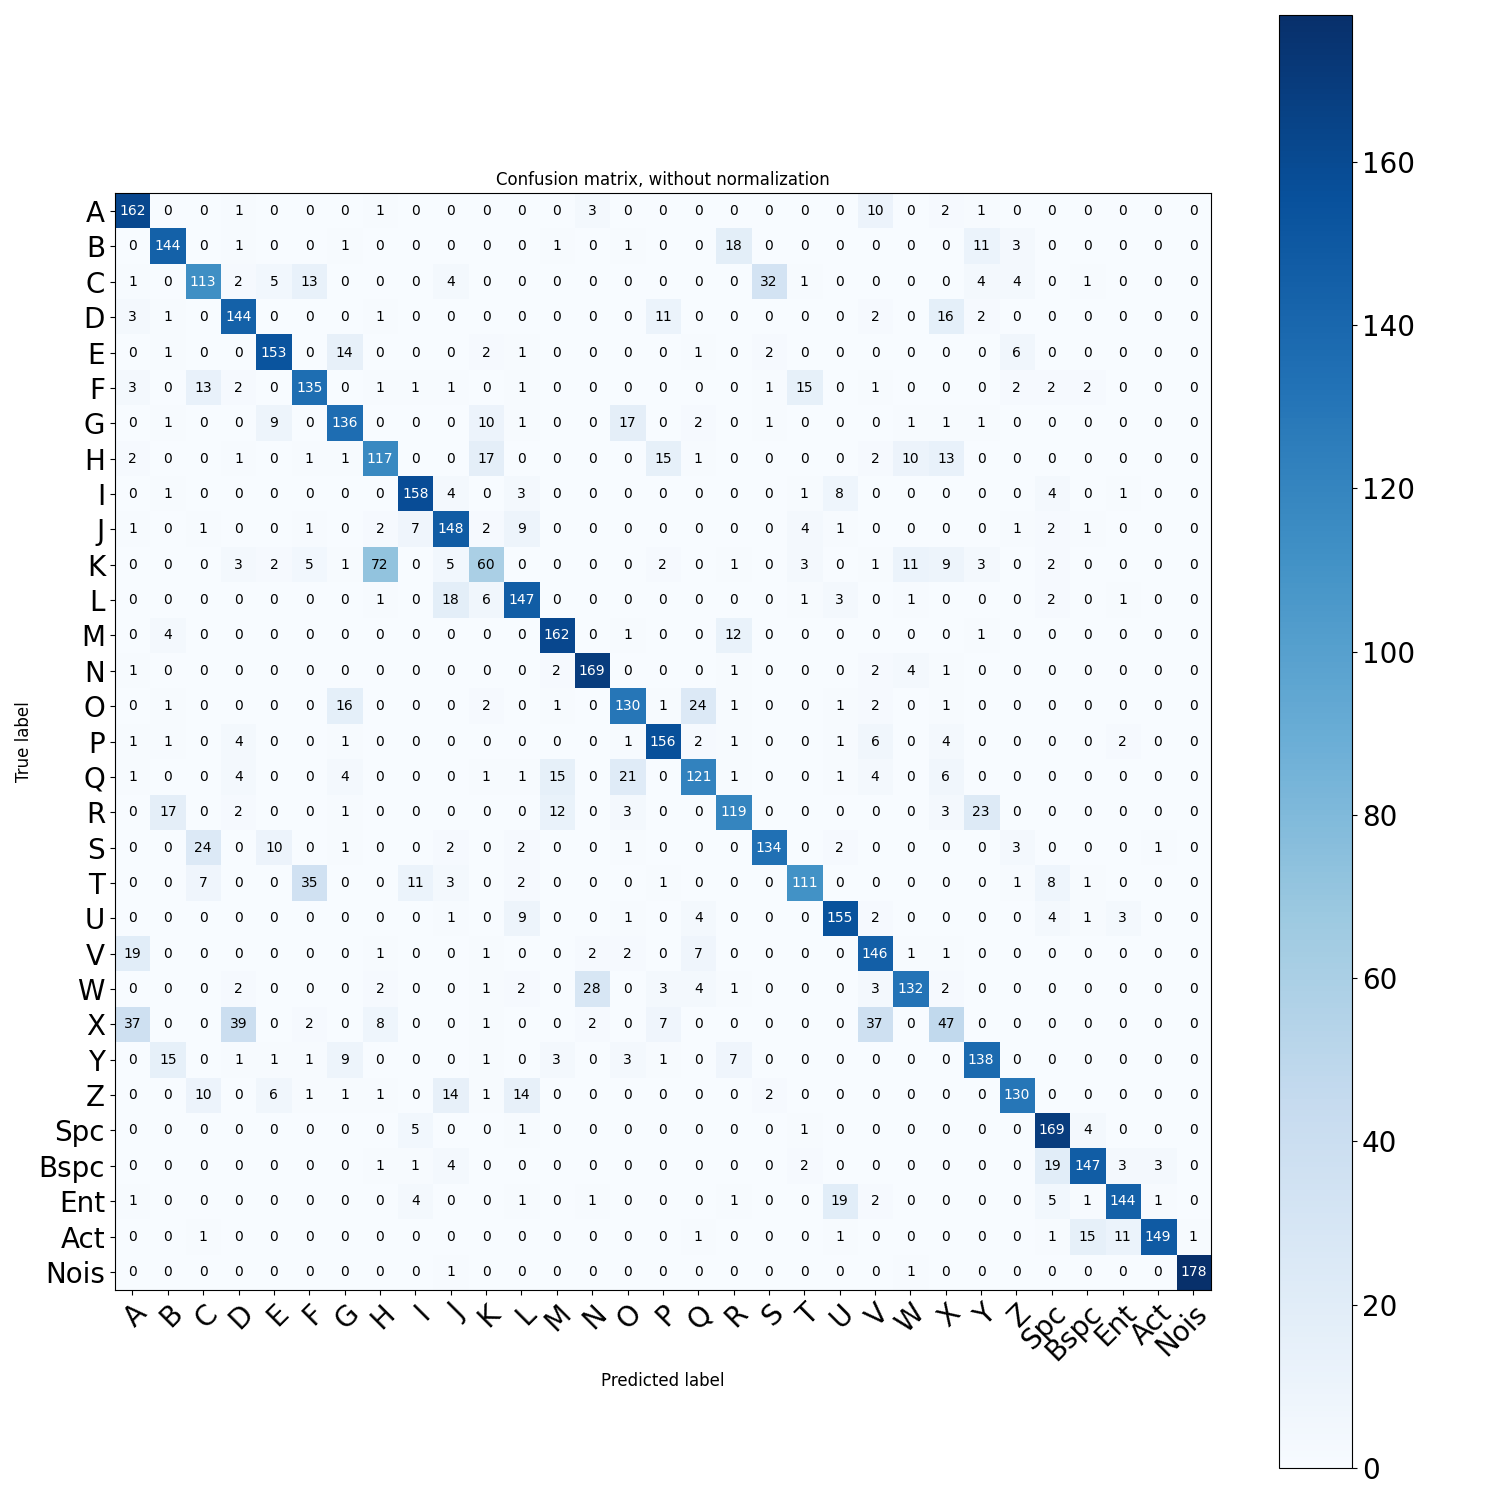 Confusion matrix, without normalization
A 162 0 0 1 0 0 0 1 0 0 0 0 0 3 0 0 0 0 0 0 0 10 0 2 1 0 0 0 0 0 0
B 0 144 0 1 0 0 1 0 0 0 0 0 1 0 1 0 0 18 0 0 0 0 0 0 11 3 0 0 0 0 0
C 1 0 113 2 5 13 0 0 0 4 0 0 0 0 0 0 0 0 32 1 0 0 0 0 4 4 0 1 0 0 0
D 3 1 0 144 0 0 0 1 0 0 0 0 0 0 0 11 0 0 0 0 0 2 0 16 2 0 0 0 0 0 0
E 0 1 0 0 153 0 14 0 0 0 2 1 0 0 0 0 1 0 2 0 0 0 0 0 0 6 0 0 0 0 0
F 3 0 13 2 0 135 0 1 1 1 0 1 0 0 0 0 0 0 1 15 0 1 0 0 0 2 2 2 0 0 0
G 0 1 0 0 9 0 136 0 0 0 10 1 0 0 17 0 2 0 1 0 0 0 1 1 1 0 0 0 0 0 0
H 2 0 0 1 0 1 1 117 0 0 17 0 0 0 0 15 1 0 0 0 0 2 10 13 0 0 0 0 0 0 0
I 0 1 0 0 0 0 0 0 158 4 0 3 0 0 0 0 0 0 0 1 8 0 0 0 0 0 4 0 1 0 0
J 1 0 1 0 0 1 0 2 7 148 2 9 0 0 0 0 0 0 0 4 1 0 0 0 0 1 2 1 0 0 0
K 0 0 0 3 2 5 1 72 0 5 60 0 0 0 0 2 0 1 0 3 0 1 11 9 3 0 2 0 0 0 0
L 0 0 0 0 0 0 0 1 0 18 6 147 0 0 0 0 0 0 0 1 3 0 1 0 0 0 2 0 1 0 0
M 0 4 0 0 0 0 0 0 0 0 0 0 162 0 1 0 0 12 0 0 0 0 0 0 1 0 0 0 0 0 0
N 1 0 0 0 0 0 0 0 0 0 0 0 2 169 0 0 0 1 0 0 0 2 4 1 0 0 0 0 0 0 0
O 0 1 0 0 0 0 16 0 0 0 2 0 1 0 130 1 24 1 0 0 1 2 0 1 0 0 0 0 0 0 0
P 1 1 0 4 0 0 1 0 0 0 0 0 0 0 1 156 2 1 0 0 1 6 0 4 0 0 0 0 2 0 0
Q 1 0 0 4 0 0 4 0 0 0 1 1 15 0 21 0 121 1 0 0 1 4 0 6 0 0 0 0 0 0 0
R 0 17 0 2 0 0 1 0 0 0 0 0 12 0 3 0 0 119 0 0 0 0 0 3 23 0 0 0 0 0 0
S 0 0 24 0 10 0 1 0 0 2 0 2 0 0 1 0 0 0 134 0 2 0 0 0 0 3 0 0 0 1 0
T 0 0 7 0 0 35 0 0 11 3 0 2 0 0 0 1 0 0 0 111 0 0 0 0 0 1 8 1 0 0 0
U 0 0 0 0 0 0 0 0 0 1 0 9 0 0 1 0 4 0 0 0 155 2 0 0 0 0 4 1 3 0 0
V 19 0 0 0 0 0 0 1 0 0 1 0 0 2 2 0 7 0 0 0 0 146 1 1 0 0 0 0 0 0 0
W 0 0 0 2 0 0 0 2 0 0 1 2 0 28 0 3 4 1 0 0 0 3 132 2 0 0 0 0 0 0 0
X 37 0 0 39 0 2 0 8 0 0 1 0 0 2 0 7 0 0 0 0 0 37 0 47 0 0 0 0 0 0 0
Y 0 15 0 1 1 1 9 0 0 0 1 0 3 0 3 1 0 7 0 0 0 0 0 0 138 0 0 0 0 0 0
Z 0 0 10 0 6 1 1 1 0 14 1 14 0 0 0 0 0 0 2 0 0 0 0 0 0 130 0 0 0 0 0
Spc 0 0 0 0 0 0 0 0 5 0 0 1 0 0 0 0 0 0 0 1 0 0 0 0 0 0 169 4 0 0 0
Bspc 0 0 0 0 0 0 0 1 1 4 0 0 0 0 0 0 0 0 0 2 0 0 0 0 0 0 19 147 3 3 0
Ent 1 0 0 0 0 0 0 0 4 0 0 1 0 1 0 0 0 1 0 0 19 2 0 0 0 0 5 1 144 1 0
Act 0 0 1 0 0 0 0 0 0 0 0 0 0 0 0 0 1 0 0 0 1 0 0 0 0 0 1 15 11 149 1
Nois 0 0 0 0 0 0 0 0 0 1 0 0 0 0 0 0 0 0 0 0 0 0 1 0 0 0 0 0 0 0 178
A B C D E F G H I J K L M N O P Q R S T U V W X Y Z Spc Bspc Ent Act Nois
Predicted label
True label
160
140
120
100
80
60
40
20
0